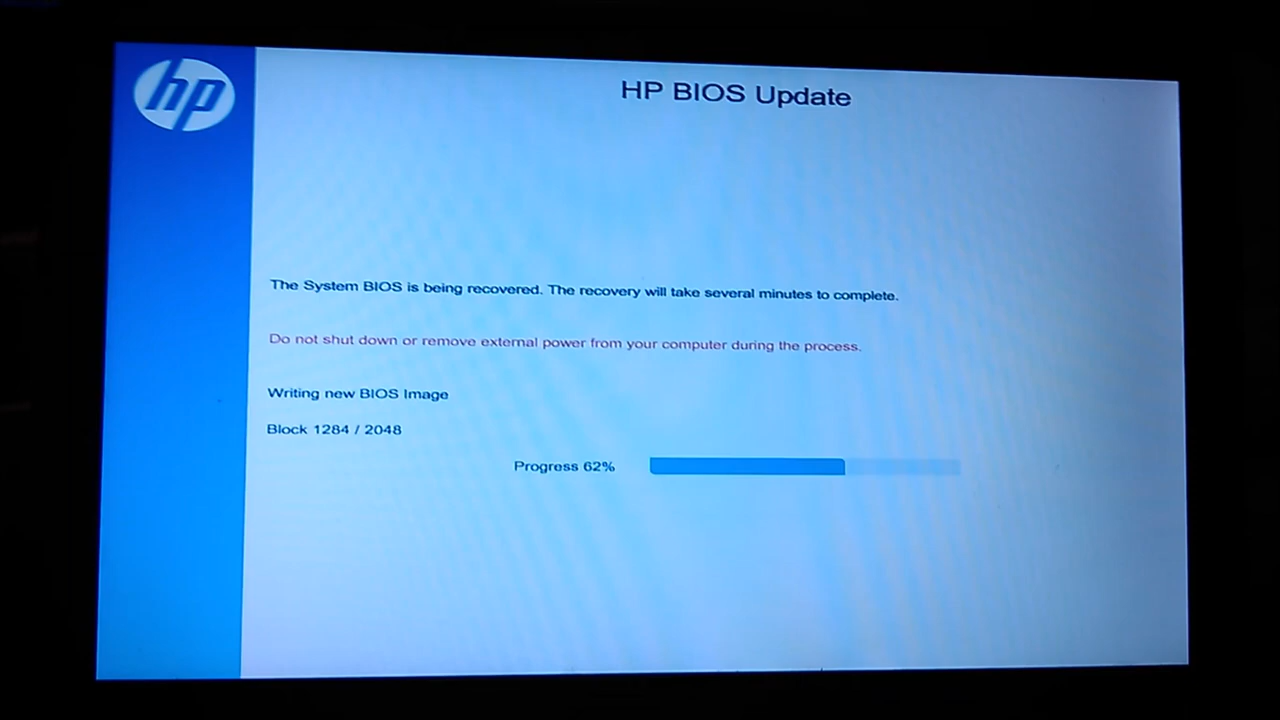 hp
HP BIOS Update
The System BIOS is being recovered. The recovery will take several minutes to complete.
Do not shut down or remove external power from your computer during the process.
Writing new BIOS Image
Block 1284 / 2048
Progress 62%